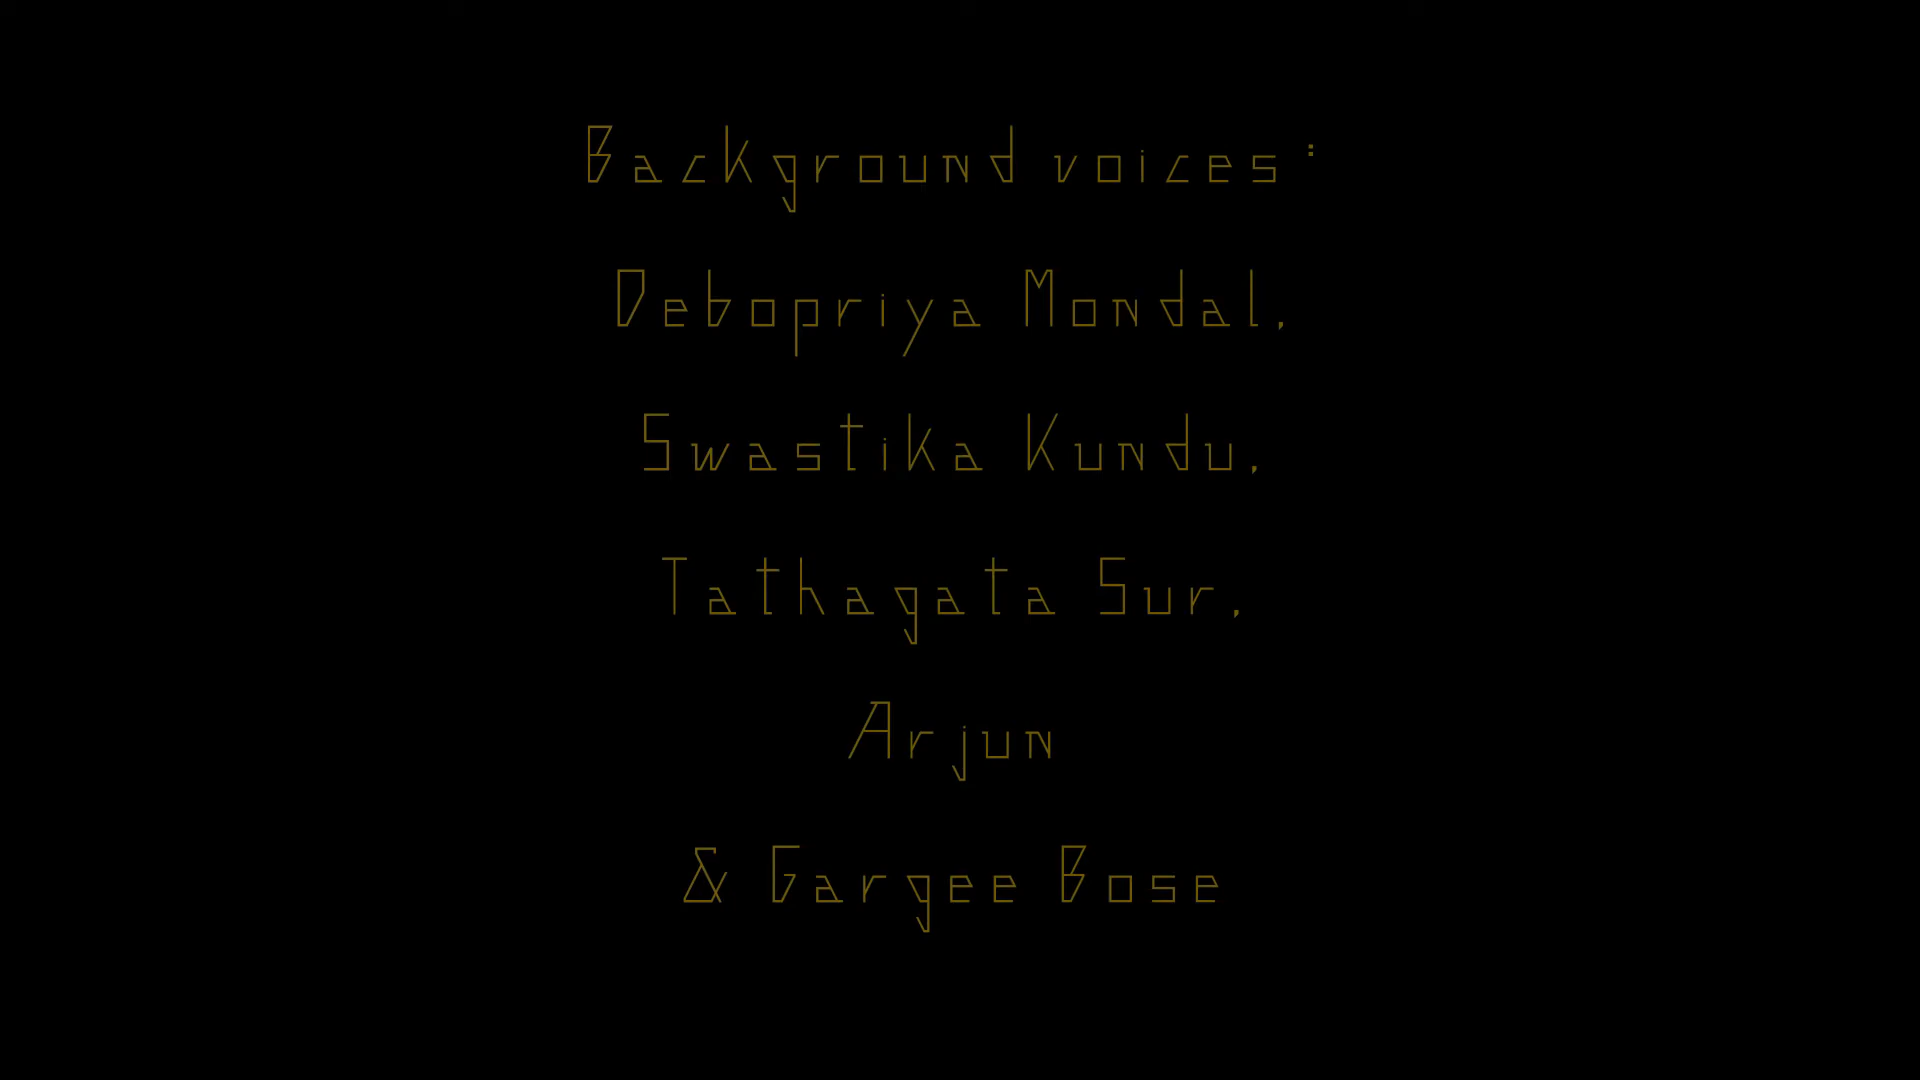 Background voices :
Debopriya Mondal,
Swastika Kundu,
Tathagata Sur,
Arjun
& Gargee Bose